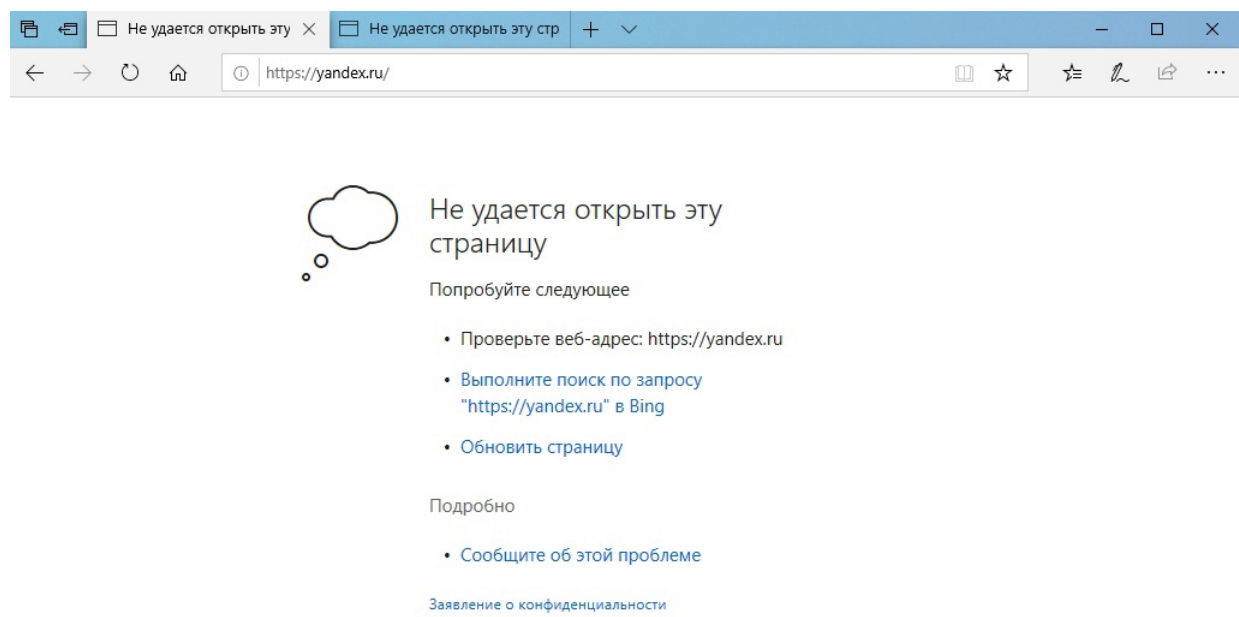 Не удается открыть эту
Не удается открыть эту стр
https://yandex.ru/
Не удается открыть эту
страницу
Попробуйте следующее
• Проверьте веб-адрес: https://yandex.ru
• Выполните поиск по запросу
"https://yandex.ru" в Bing
• Обновить страницу
Подробно
• Сообщите об этой проблеме
Заявление о конфиденциальности